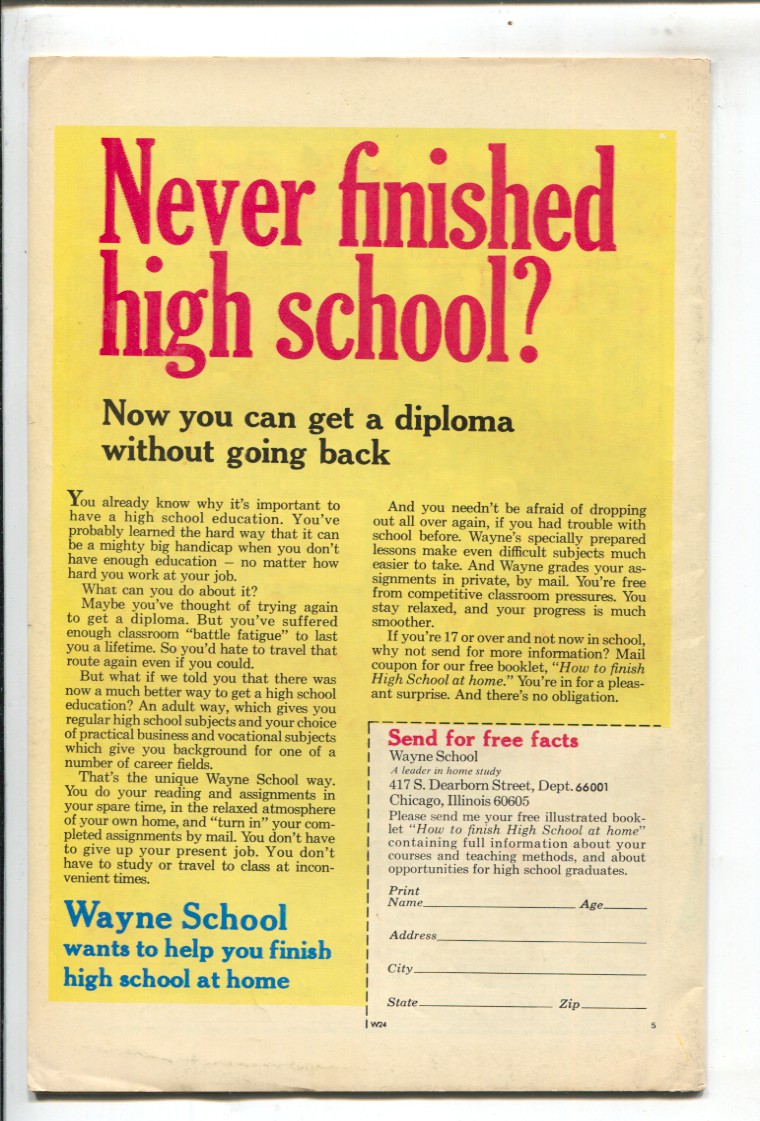 Never finished
high school?
Now you can get a diploma
without going back
You already know why it's important to
have a high school education. You've
probably learned the hard way that it can
be a mighty big handicap when you don't
have enough education – no matter how
hard you work at your job.
What can you do about it?
Maybe you've thought of trying again
to get a diploma. But you've suffered
enough classroom "battle fatigue" to last
you a lifetime. So you'd hate to travel that
route again even if you could.
But what if we told you that there was
now a much better way to get a high school
education? An adult way, which gives you
regular high school subjects and your choice
of practical business and vocational subjects
which give you background for one of a
number of career fields.
That's the unique Wayne School way.
You do your reading and assignments in
your spare time, in the relaxed atmosphere
of your own home, and "turn in" your com-
pleted assignments by mail. You don't have
to give up your present job. You don't
have to study or travel to class at incon-
venient times.
Wayne School
wants to help you finish
high school at home
And you needn't be afraid of dropping
out all over again, if you had trouble with
school before. Wayne's specially prepared
lessons make even difficult subjects much
easier to take. And Wayne grades your as-
signments in private, by mail. You're free
from competitive classroom pressures. You
stay relaxed, and your progress is much
smoother.
If you're 17 or over and not now in school,
why not send for more information? Mail
coupon for our free booklet, "How to finish
High School at home." You're in for a pleas-
ant surprise. And there's no obligation.
Send for free facts
Wayne School
A leader in home study
417 S. Dearborn Street, Dept. 66001
Chicago, Illinois 60605
Please send me your free illustrated book-
let "How to finish High School at home"
containing full information about your
courses and teaching methods, and about
opportunities for high school graduates.
Print
Name Age
Address
City
State Zip
W24 5